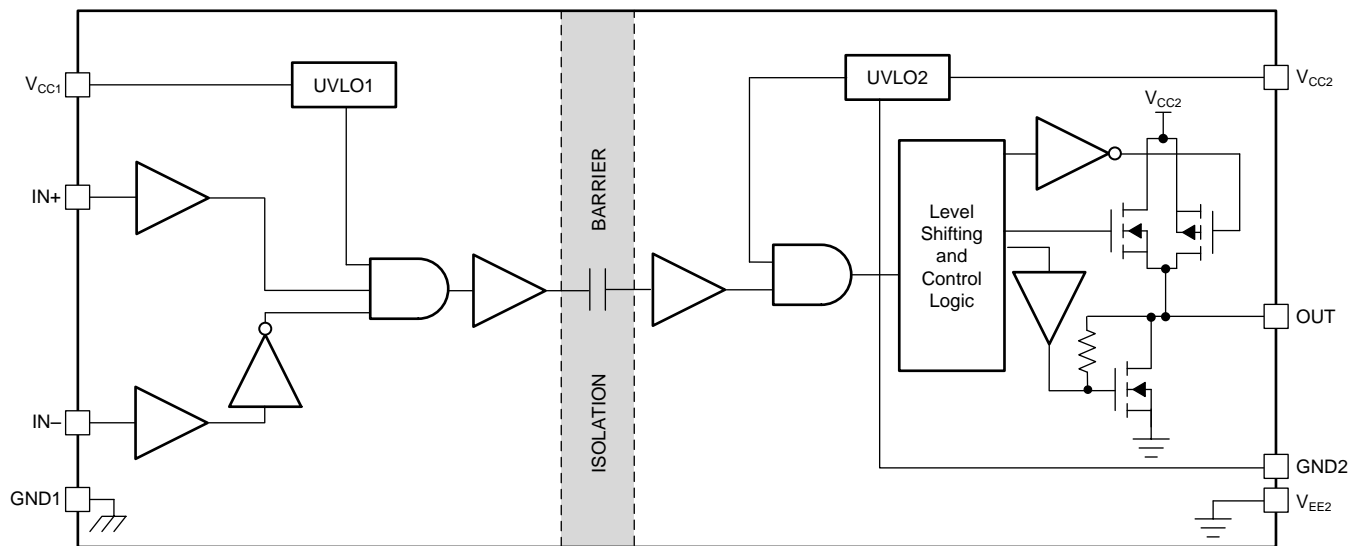 VCC1
UVLO1
UVLO2
VCC2
VCC2
IN+
BARRIER
Level
Shifting
and
Control
Logic
OUT
IN–
ISOLATION
GND2
GND1
VEE2